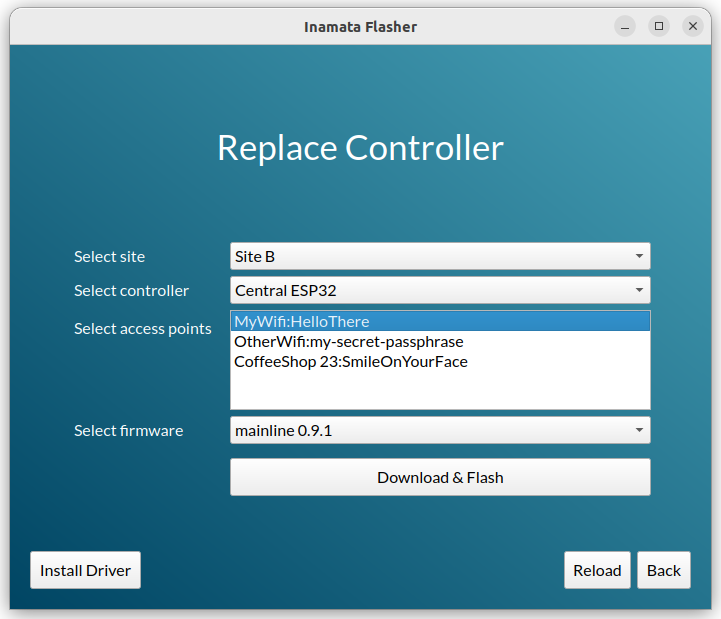 Inamata Flasher
Replace Controller
Select site
Site B
Select controller
Central ESP32
Select access points
MyWifi:HelloThere
OtherWifi:my-secret-passphrase
CoffeeShop 23:SmileOnYourFace
Select firmware
mainline 0.9.1
Download & Flash
Install Driver
Reload
Back